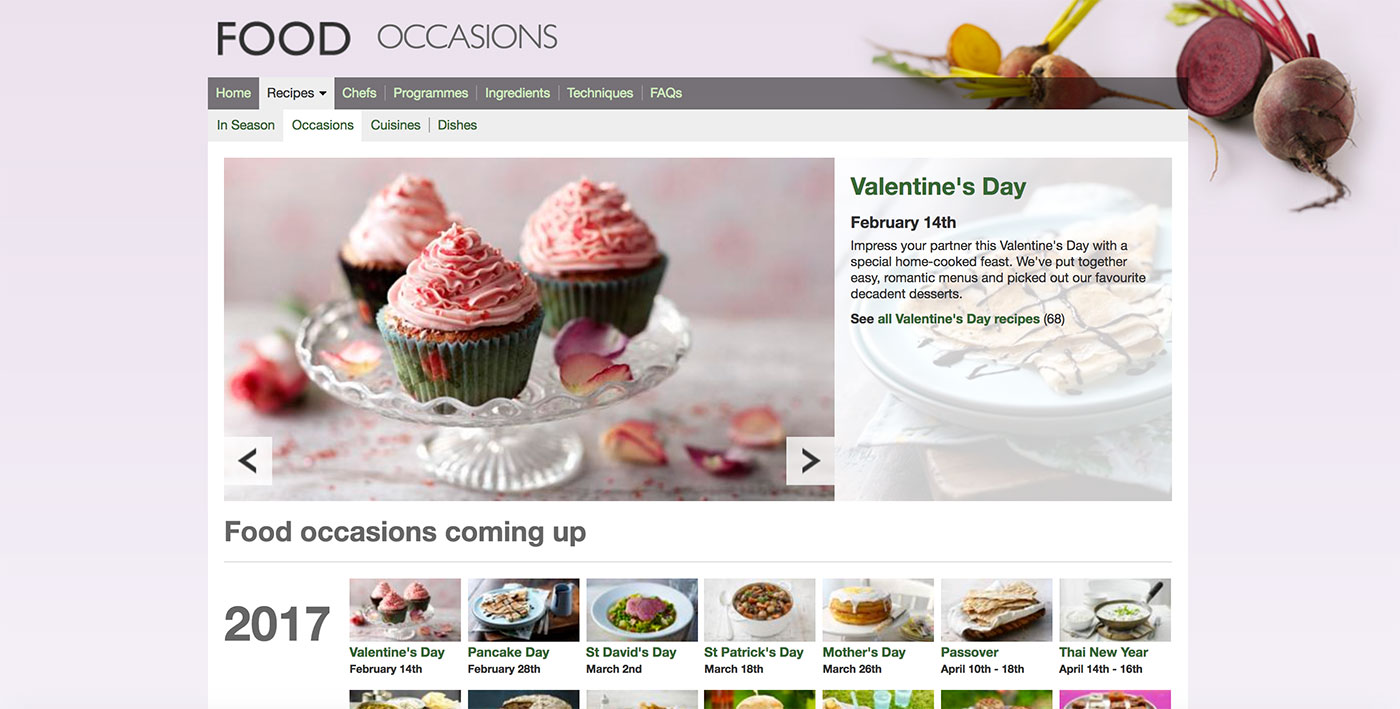 FOOD OCCASIONS
Home Recipes Chefs Programmes Ingredients Techniques FAQs
In Season Occasions Cuisines Dishes
Valentine's Day
February 14th
Impress your partner this Valentine's Day with a
special home-cooked feast. We've put together
easy, romantic menus and picked out our favourite
decadent desserts.
See all Valentine's Day recipes (68)
Food occasions coming up
2017
Valentine's Day Pancake Day St David's Day St Patrick's Day Mother's Day Passover Thai New Year
February 14th February 28th March 2nd March 18th March 26th April 10th - 18th April 14th - 16th